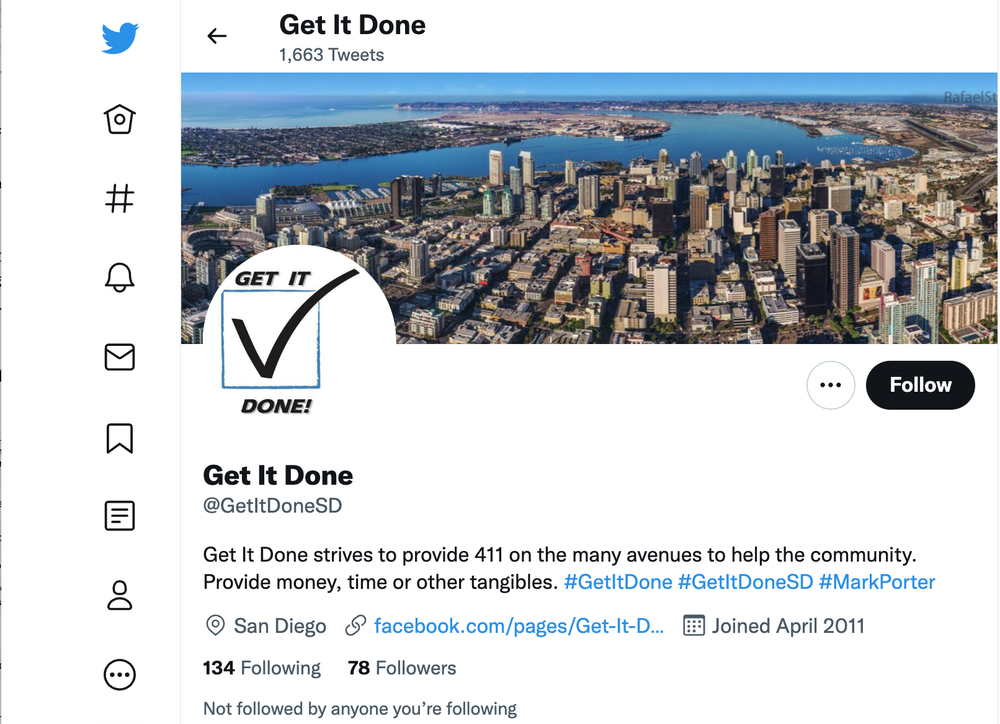 Get It Done
1,663 Tweets
RafaelSt
GET IT
DONE!
Follow
Get It Done
@GetItDoneSD
Get It Done strives to provide 411 on the many avenues to help the community.
Provide money, time or other tangibles. #GetItDone #GetItDoneSD #MarkPorter
San Diego facebook.com/pages/Get-It-D... Joined April 2011
134 Following 78 Followers
Not followed by anyone you’re following